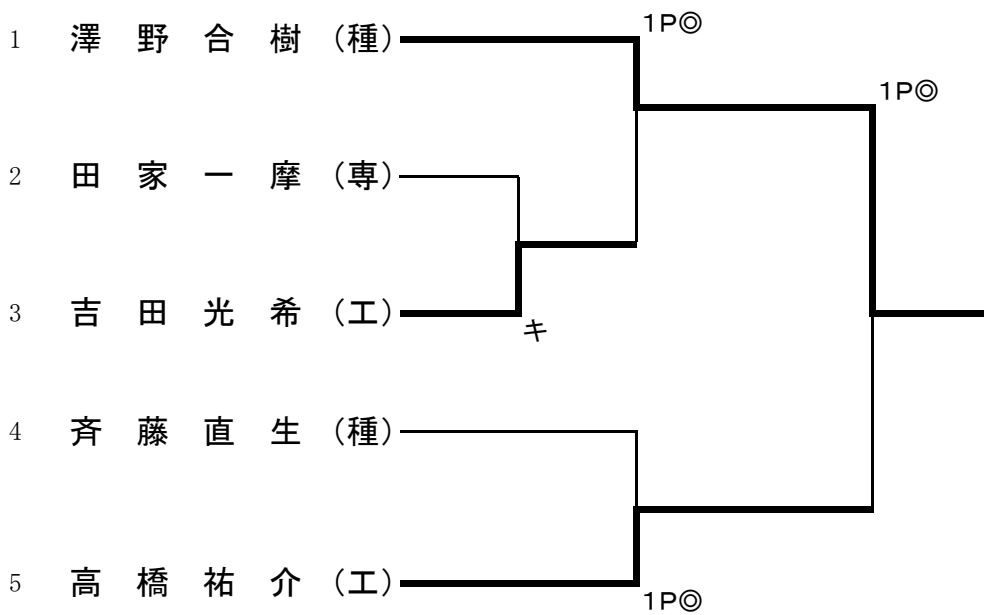 1P◎
1 澤野合樹(種)
1P◎
2 田家一摩(専)
3 吉田光希(工)
キ
4 斉藤直生(種)
5 高橋祐介(工)
1P◎